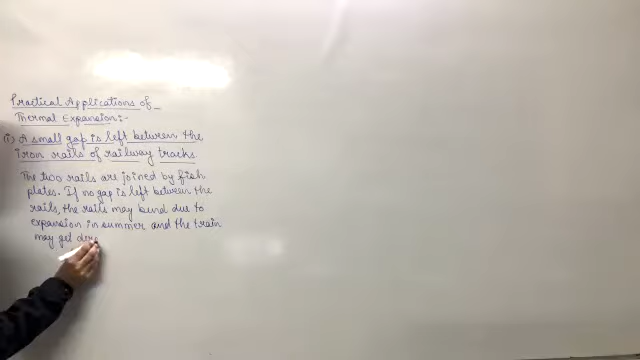 Practical Applications of
Thermal Expansion:-
(i) A small gap is left between the
iron rails of railway tracks.
The two rails are joined by fish
plates. If no gap is left between the
rails, the rails may bend due to
expansion in summer and the train
may get der